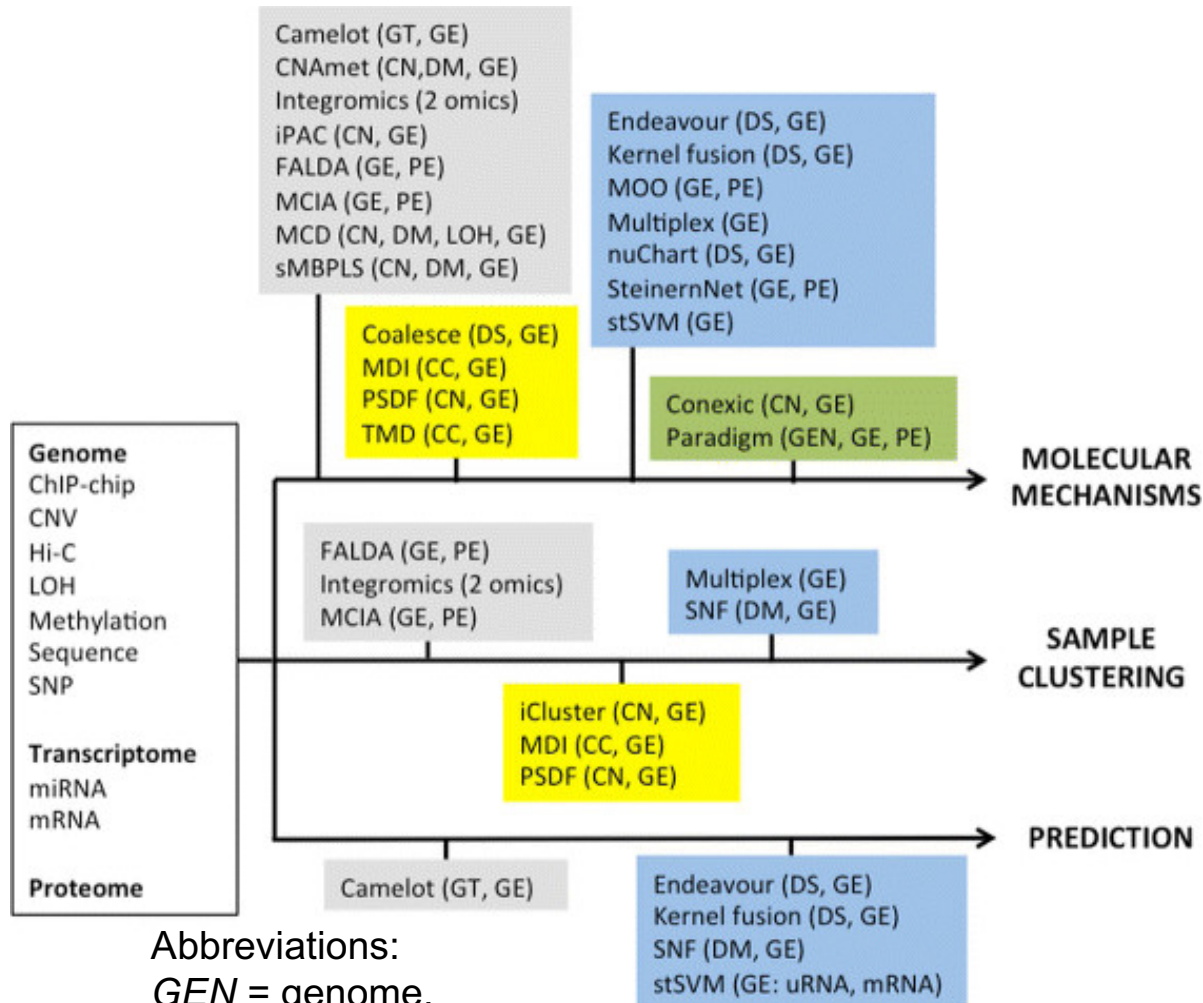 Camelot (GT, GE)
CNAmet (CN,DM, GE)
Integromics (2 omics)
iPAC (CN, GE)
FALDA (GE, PE)
MCIA (GE, PE)
MCD (CN, DM, LOH, GE)
sMBPLS (CN, DM, GE)
Endeavour (DS, GE)
Kernel fusion (DS, GE)
MOO (GE, PE)
Multiplex (GE)
nuChart (DS, GE)
SteinernNet (GE, PE)
stSVM (GE)
Coalesce (DS, GE)
MDI (CC, GE)
PSDF (CN, GE)
TMD (CC, GE)
Conexic (CN, GE)
Paradigm (GEN, GE, PE)
MOLECULAR
MECHANISMS
Genome
ChIP-chip
CNV
Hi-C
LOH
Methylation
Sequence
SNP
Transcriptome
miRNA
mRNA
Proteome
FALDA (GE, PE)
Integromics (2 omics)
MCIA (GE, PE)
Multiplex (GE)
SNF (DM, GE)
SAMPLE
CLUSTERING
iCluster (CN, GE)
MDI (CC, GE)
PSDF (CN, GE)
PREDICTION
Camelot (GT, GE)
Endeavour (DS, GE)
Kernel fusion (DS, GE)
SNF (DM, GE)
stSVM (GE: uRNA, mRNA)
Abbreviations:
GEN = genome,